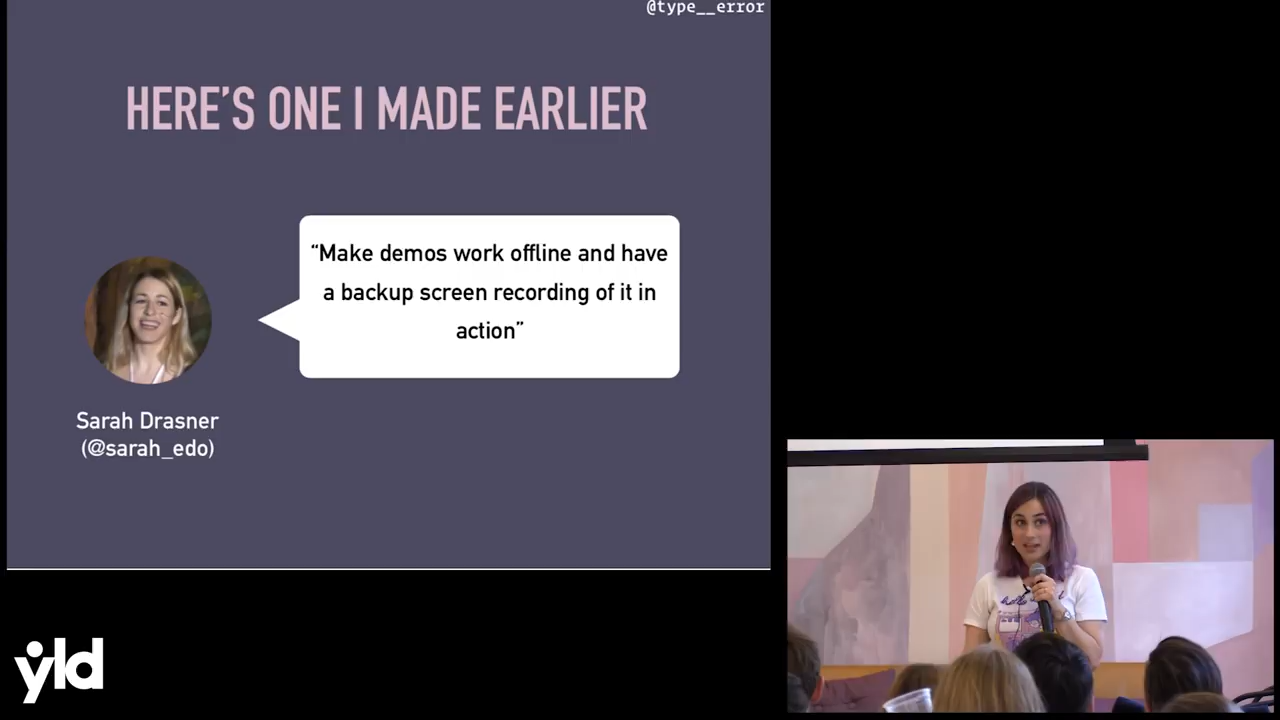 @type__error
HERE'S ONE I MADE EARLIER
“Make demos work offline and have
a backup screen recording of it in
action”
Sarah Drasner
(@sarah_edo)
yld